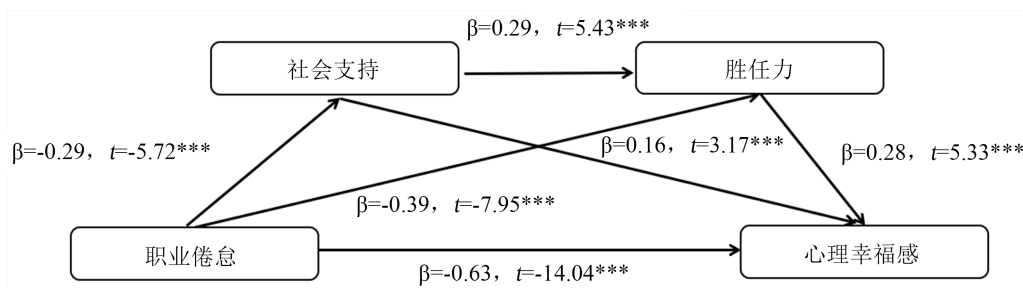 β=0.29，t=5.43***
社会支持
胜任力
β=-0.29，t=-5.72***
β=0.16，t=3.17***
β=0.28，t=5.33***
β=-0.39，t=-7.95***
职业倦怠
心理幸福感
β=-0.63，t=-14.04***